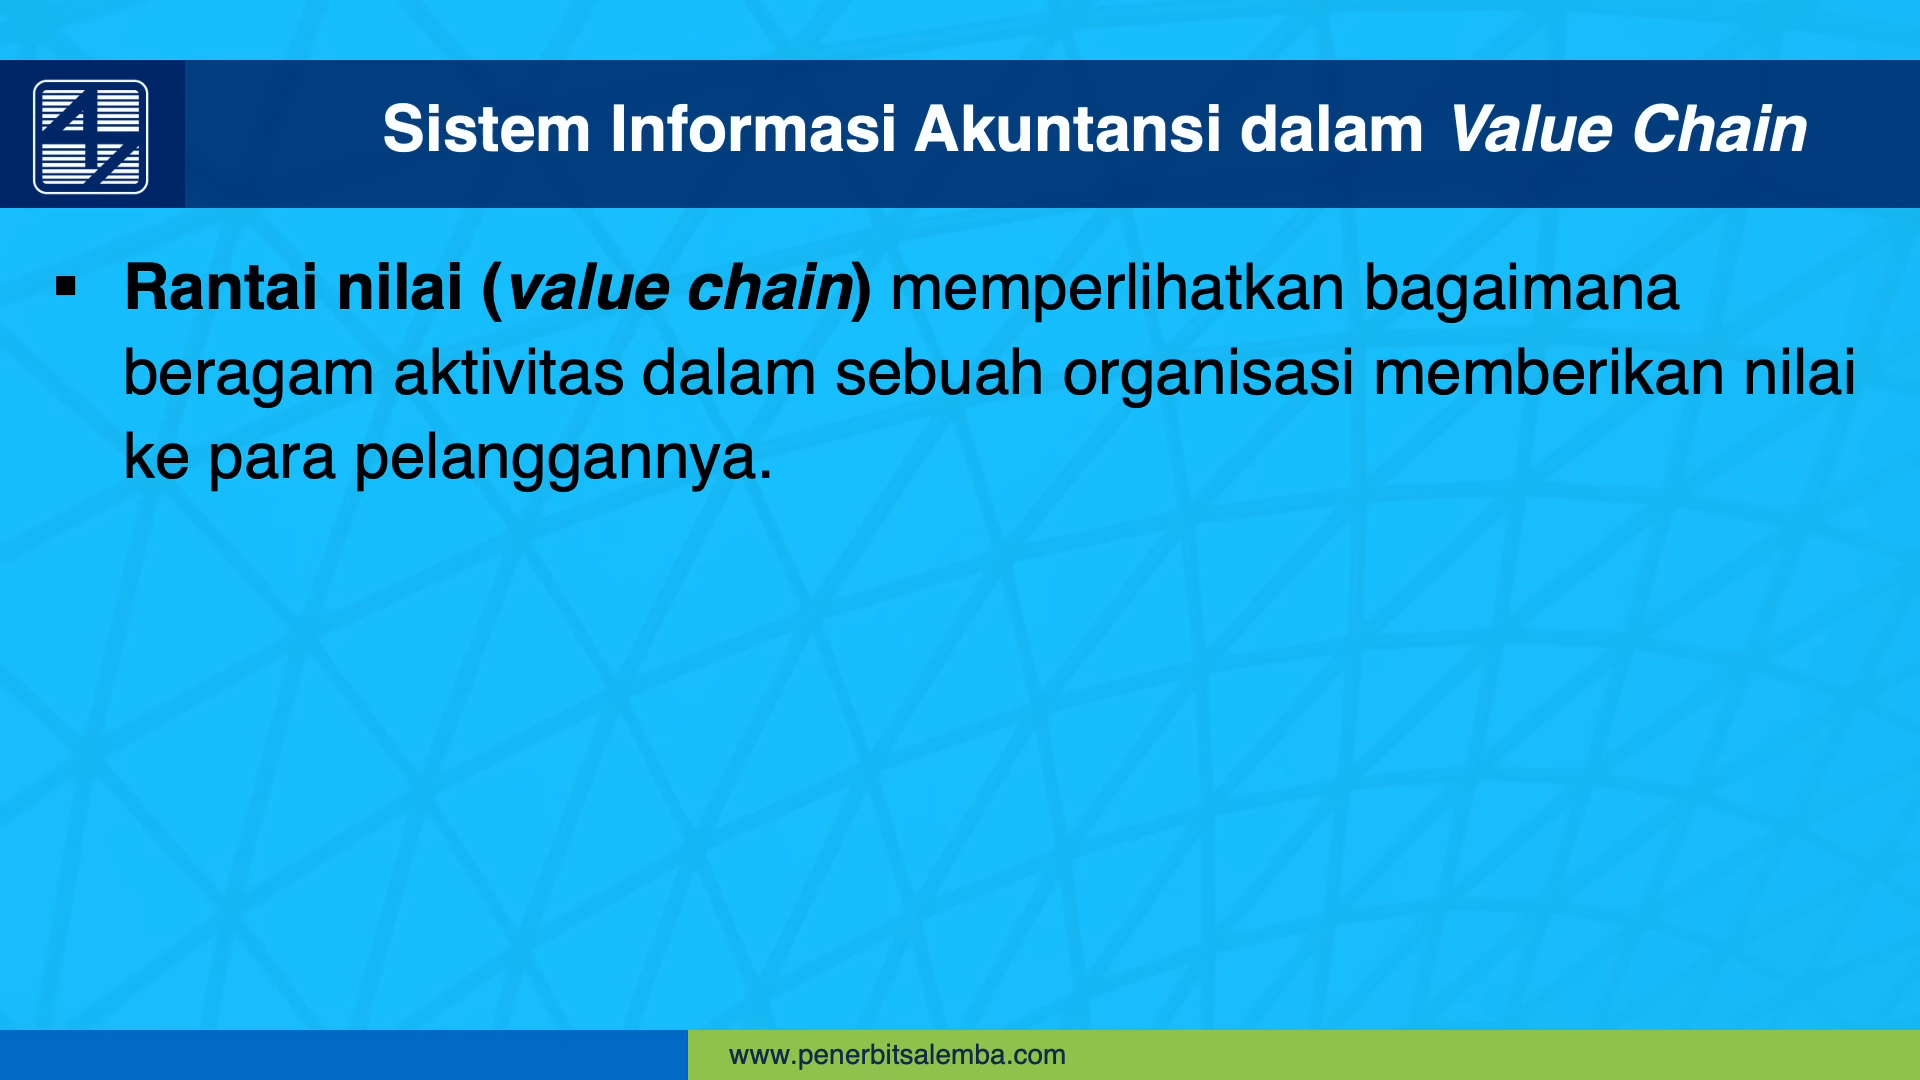 Sistem Informasi Akuntansi dalam Value Chain
▪ Rantai nilai (value chain) memperlihatkan bagaimana
beragam aktivitas dalam sebuah organisasi memberikan nilai
ke para pelanggannya.
www.penerbitsalemba.com